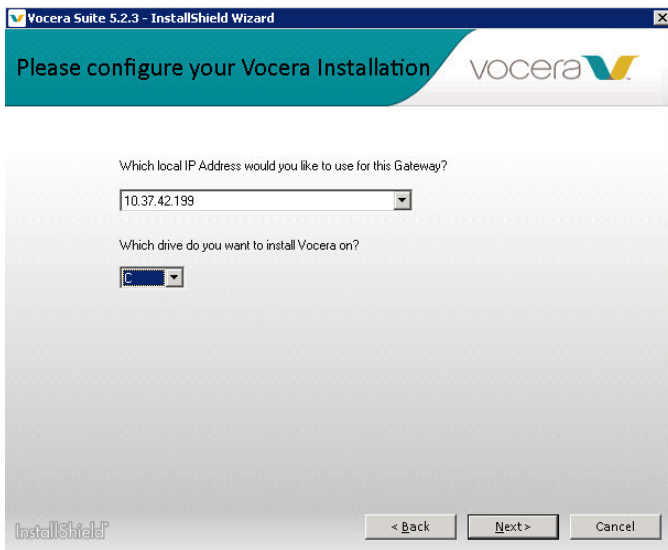 Vocera Suite 5.2.3 - InstallShield Wizard
Please configure your Vocera Installation
vocera
Which local IP Address would you like to use for this Gateway?
10.37.42.199
Which drive do you want to install Vocera on?
C
InstallShield
< Back
Next >
Cancel